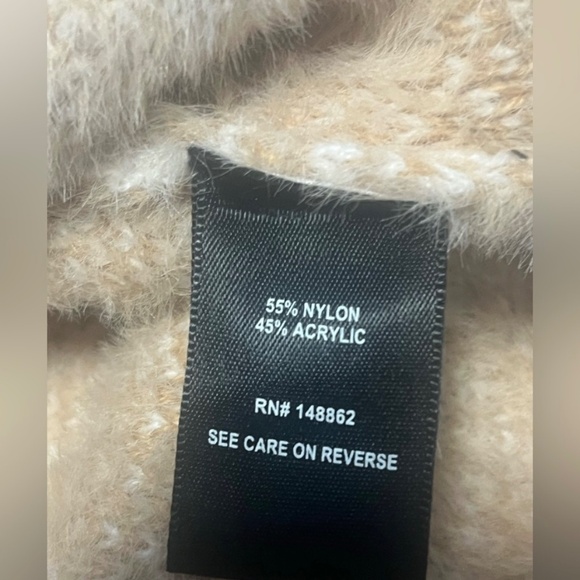 55% NYLON
45% ACRYLIC
RN# 148862
SEE CARE ON REVERSE